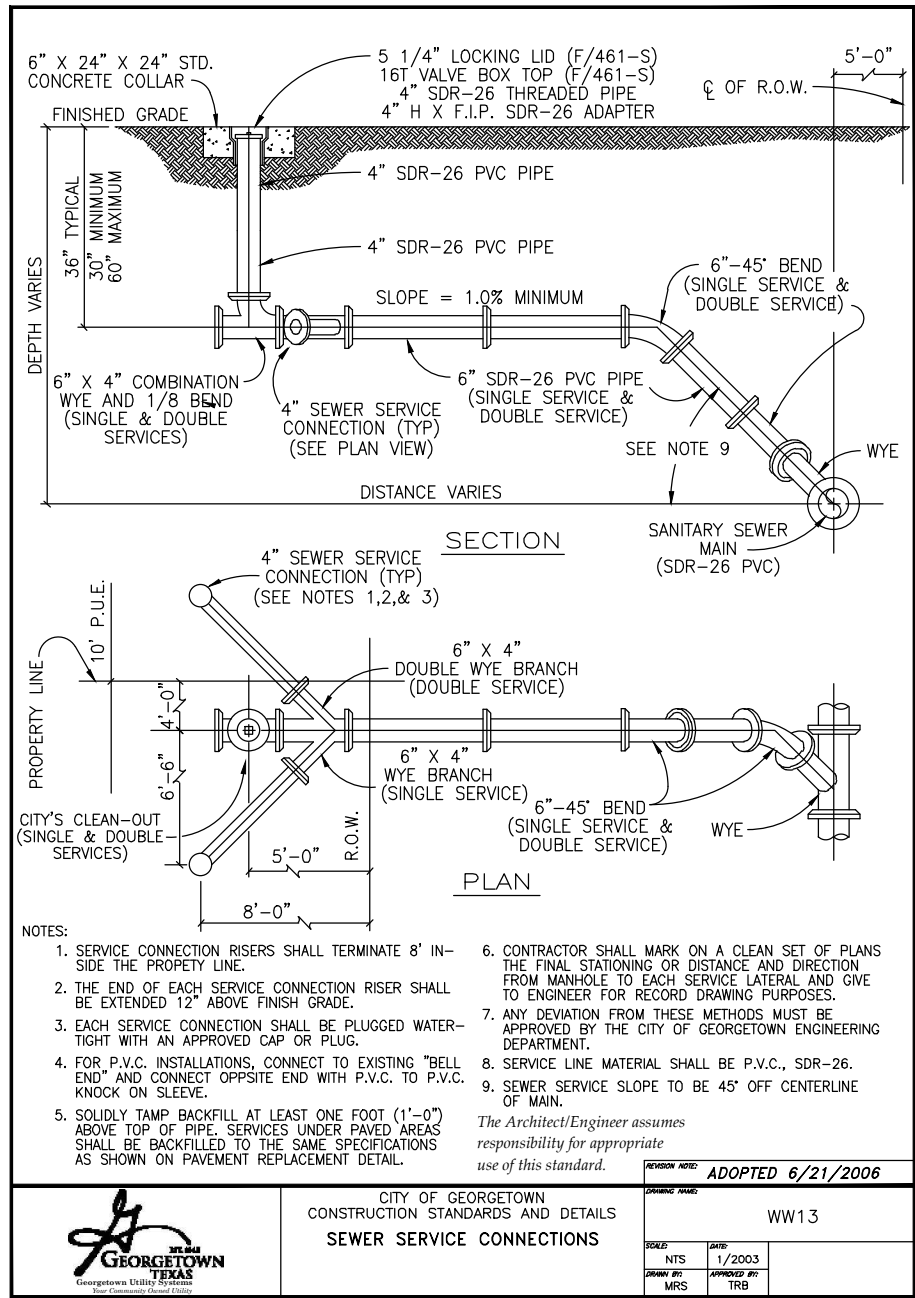 6" X 24" X 24" STD.
CONCRETE COLLAR
5 1/4" LOCKING LID (F/461-S)
16T VALVE BOX TOP (F/461-S)
4" SDR-26 THREADED PIPE
4" H X F.I.P. SDR-26 ADAPTER
5'-0"
℄ OF R.O.W.
FINISHED GRADE
4" SDR-26 PVC PIPE
36" TYPICAL
30" MINIMUM
60" MAXIMUM
DEPTH VARIES
4" SDR-26 PVC PIPE
6"-45° BEND
(SINGLE SERVICE &
DOUBLE SERVICE)
SLOPE = 1.0% MINIMUM
6" X 4" COMBINATION
WYE AND 1/8 BEND
(SINGLE & DOUBLE
SERVICES)
4" SEWER SERVICE
CONNECTION (TYP)
(SEE PLAN VIEW)
6" SDR-26 PVC PIPE
(SINGLE SERVICE &
DOUBLE SERVICE)
SEE NOTE 9
WYE
DISTANCE VARIES
SANITARY SEWER
MAIN
(SDR-26 PVC)
SECTION
4" SEWER SERVICE
CONNECTION (TYP)
(SEE NOTES 1,2,& 3)
10' P.U.E.
PROPERTY LINE
6" X 4"
DOUBLE WYE BRANCH
(DOUBLE SERVICE)
4'-0"
6'-6"
6" X 4"
WYE BRANCH
(SINGLE SERVICE)
6"-45° BEND
(SINGLE SERVICE &
DOUBLE SERVICE)
WYE
CITY'S CLEAN-OUT
(SINGLE & DOUBLE
SERVICES)
R.O.W.
5'-0"
8'-0"
PLAN
NOTES:
1. SERVICE CONNECTION RISERS SHALL TERMINATE 8' IN-
SIDE THE PROPETY LINE.
2. THE END OF EACH SERVICE CONNECTION RISER SHALL
BE EXTENDED 12" ABOVE FINISH GRADE.
3. EACH SERVICE CONNECTION SHALL BE PLUGGED WATER-
TIGHT WITH AN APPROVED CAP OR PLUG.
4. FOR P.V.C. INSTALLATIONS, CONNECT TO EXISTING "BELL
END" AND CONNECT OPPSITE END WITH P.V.C. TO P.V.C.
KNOCK ON SLEEVE.
5. SOLIDLY TAMP BACKFILL AT LEAST ONE FOOT (1'-0")
ABOVE TOP OF PIPE. SERVICES UNDER PAVED AREAS
SHALL BE BACKFILLED TO THE SAME SPECIFICATIONS
AS SHOWN ON PAVEMENT REPLACEMENT DETAIL.
6. CONTRACTOR SHALL MARK ON A CLEAN SET OF PLANS
THE FINAL STATIONING OR DISTANCE AND DIRECTION
FROM MANHOLE TO EACH SERVICE LATERAL AND GIVE
TO ENGINEER FOR RECORD DRAWING PURPOSES.
7. ANY DEVIATION FROM THESE METHODS MUST BE
APPROVED BY THE CITY OF GEORGETOWN ENGINEERING
DEPARTMENT.
8. SERVICE LINE MATERIAL SHALL BE P.V.C., SDR-26.
9. SEWER SERVICE SLOPE TO BE 45° OFF CENTERLINE
OF MAIN.
The Architect/Engineer assumes
responsibility for appropriate
use of this standard.
REVISION NOTE:
ADOPTED 6/21/2006
EST. 1848
GEORGETOWN
TEXAS
Georgetown Utility Systems
Your Community Owned Utility
CITY OF GEORGETOWN
CONSTRUCTION STANDARDS AND DETAILS
SEWER SERVICE CONNECTIONS
DRAWING NAME:
WW13
SCALE:
NTS
DATE:
1/2003
DRAWN BY:
MRS
APPROVED BY:
TRB